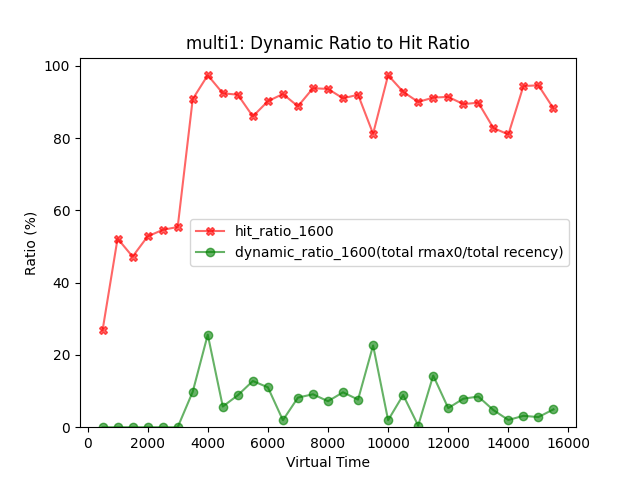 multi1: Dynamic Ratio to Hit Ratio
100
80
60
40
20
0
Ratio (%)
hit_ratio_1600
dynamic_ratio_1600(total rmax0/total recency)
0 2000 4000 6000 8000 10000 12000 14000 16000
Virtual Time